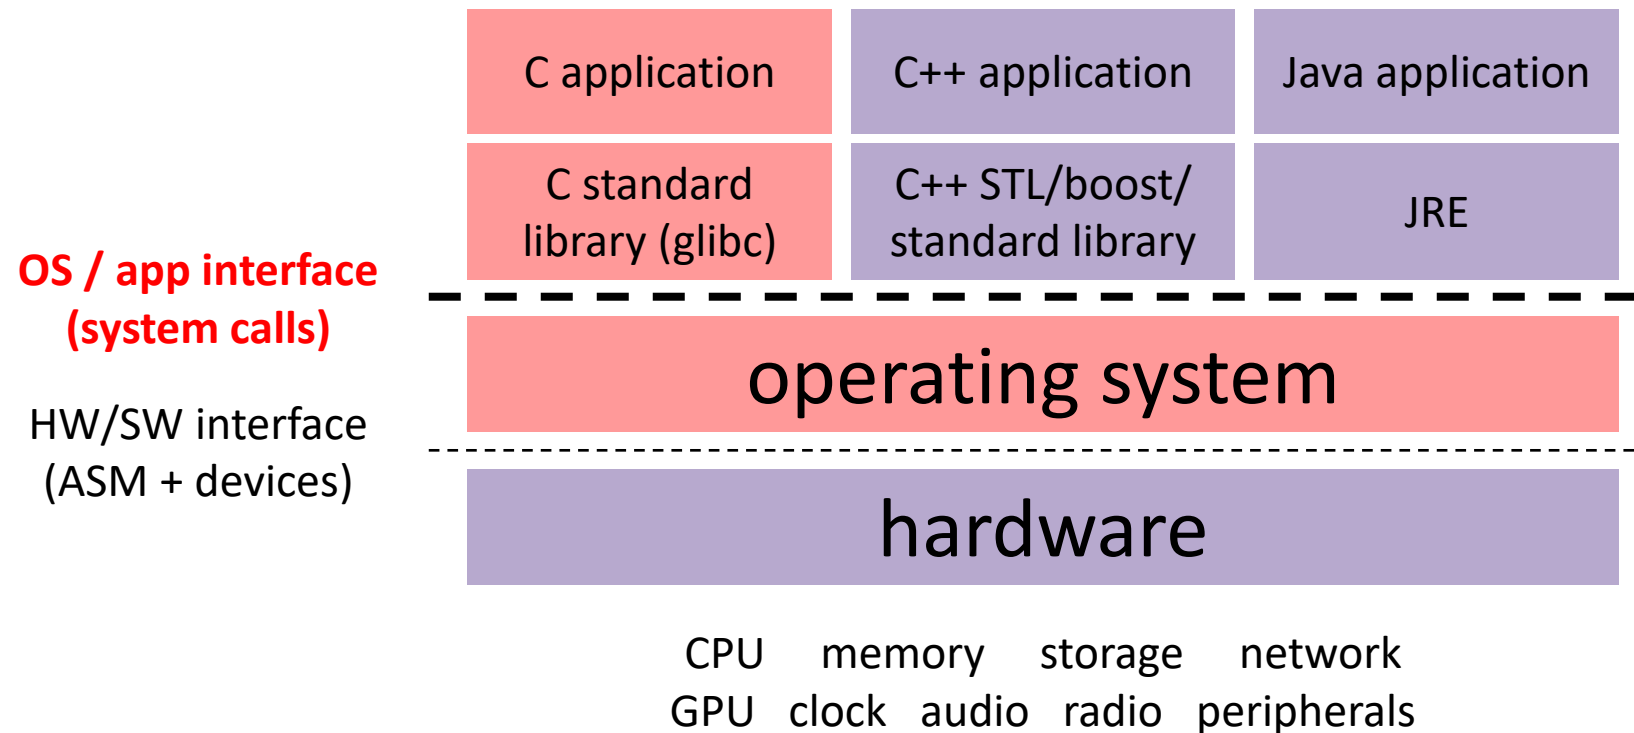 C application
C++ application
Java application
C standard
library (glibc)
C++ STL/boost/
standard library
JRE
OS / app interface
(system calls)
operating system
HW/SW interface
(ASM + devices)
hardware
CPU memory storage network
GPU clock audio radio peripherals